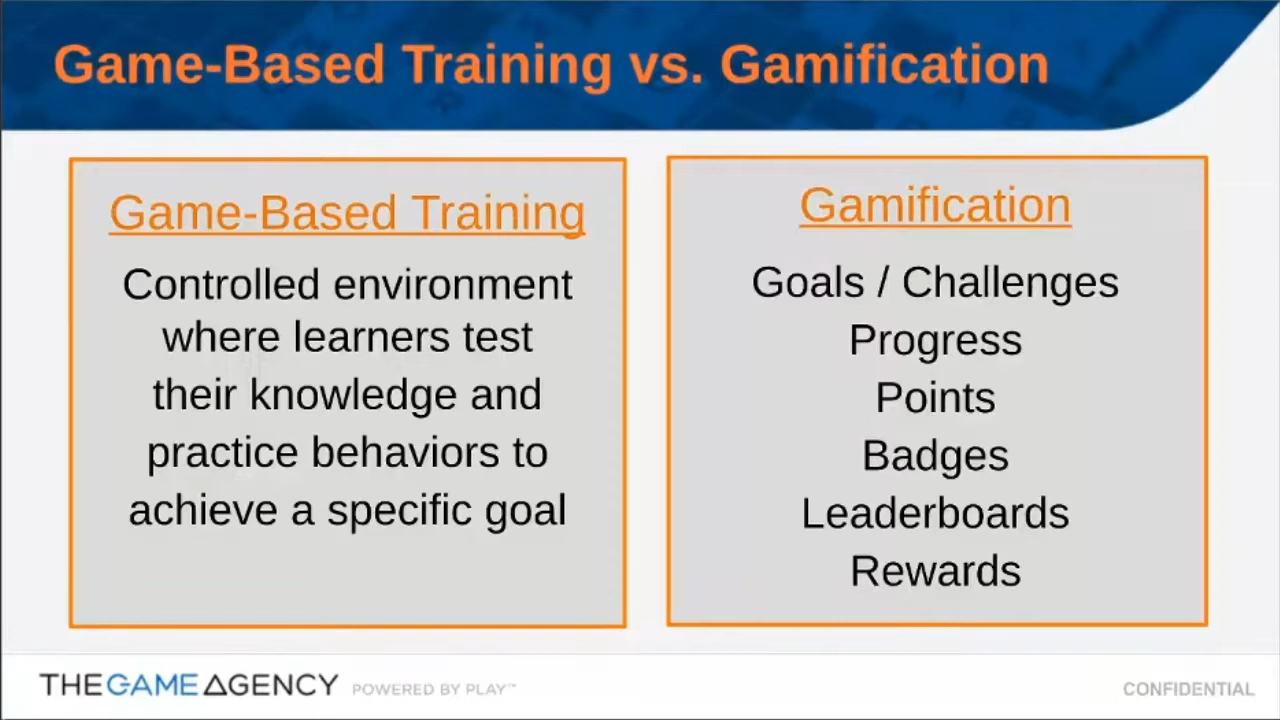 Game-Based Training vs. Gamification
Game-Based Training
Controlled environment
where learners test
their knowledge and
practice behaviors to
achieve a specific goal
Gamification
Goals / Challenges
Progress
Points
Badges
Leaderboards
Rewards
THEGAMEAGENCY POWERED BY PLAY™
CONFIDENTIAL